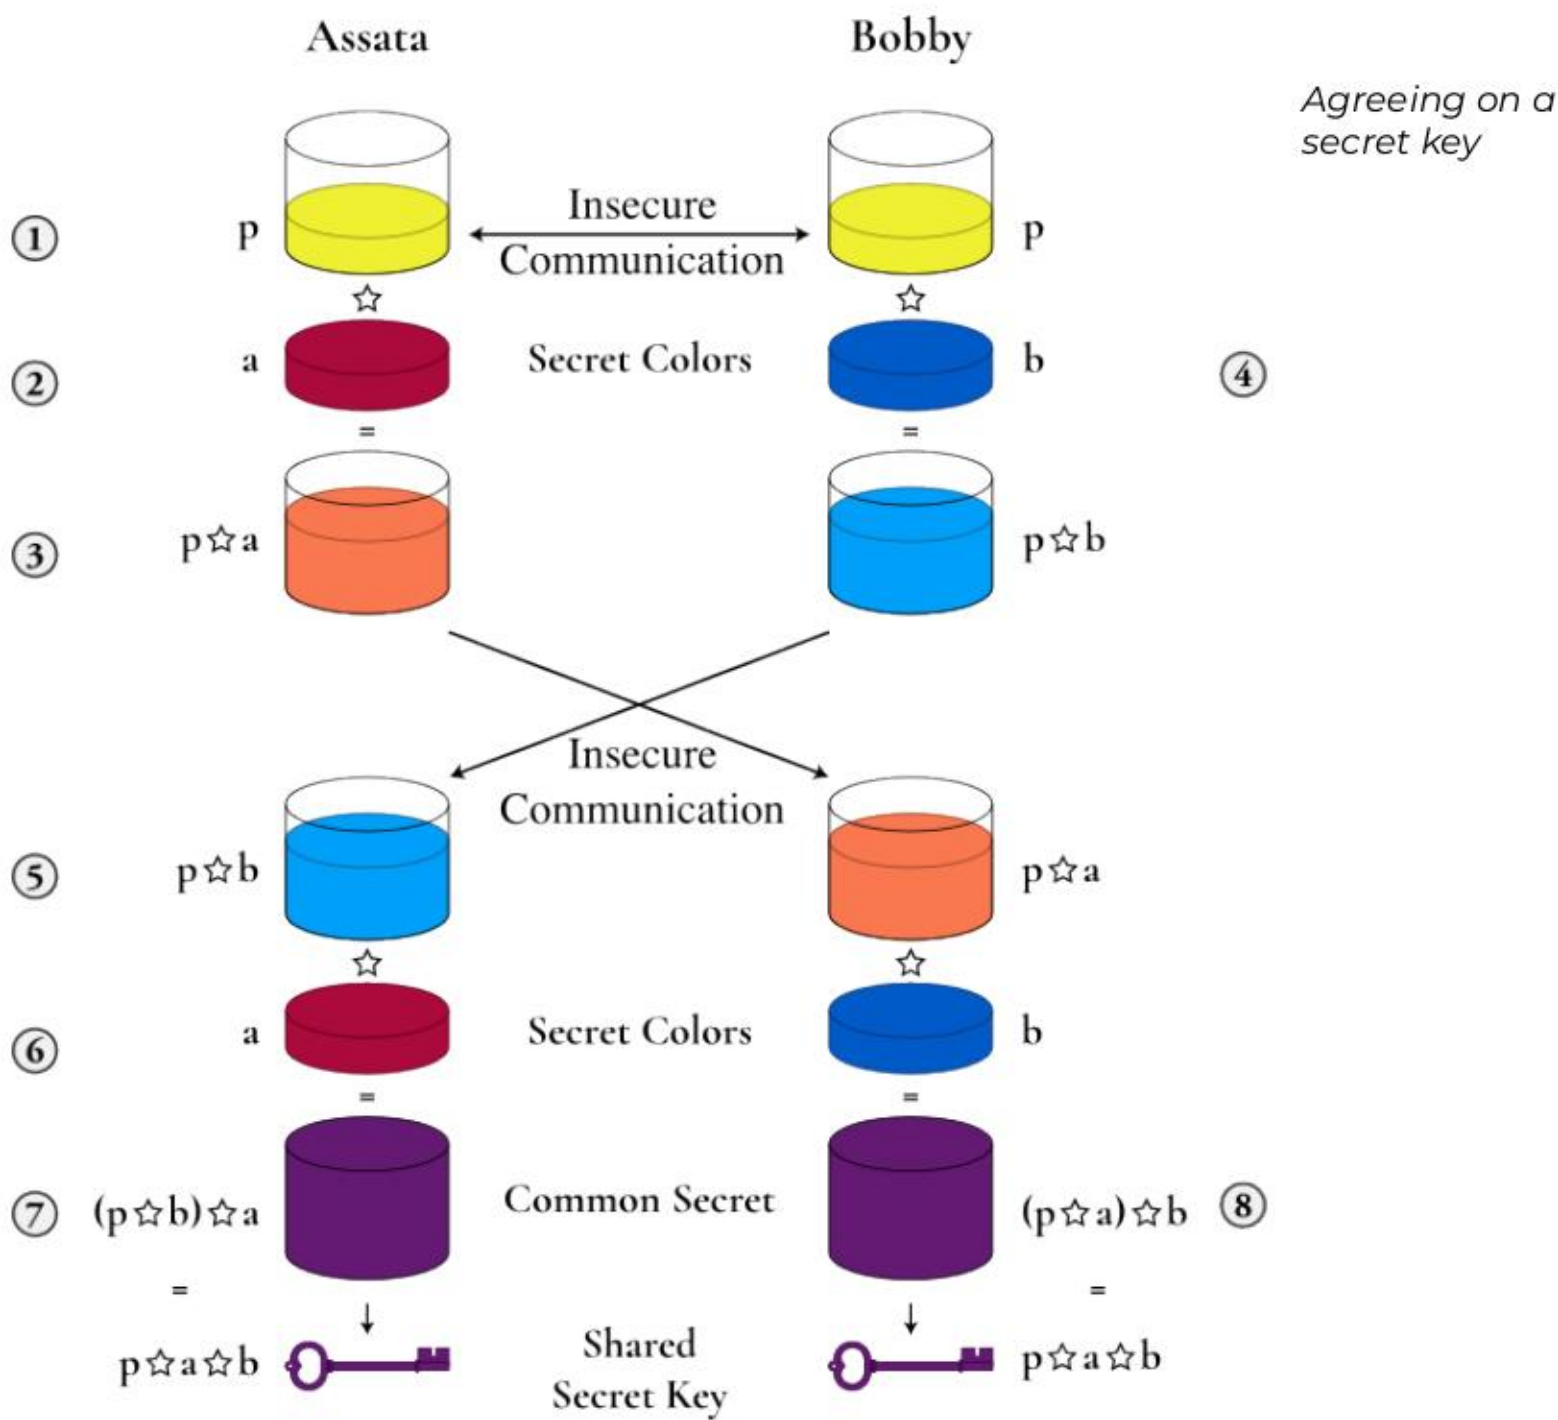 Assata
Bobby
Agreeing on a
secret key
1
p
Insecure
Communication
p
☆
☆
2
a
Secret Colors
b
4
=
=
3
p☆a
p☆b
Insecure
Communication
5
p☆b
p☆a
☆
☆
6
a
Secret Colors
b
=
=
7
(p☆b)☆a
Common Secret
(p☆a)☆b
8
=
=
p☆a☆b
Shared
Secret Key
p☆a☆b